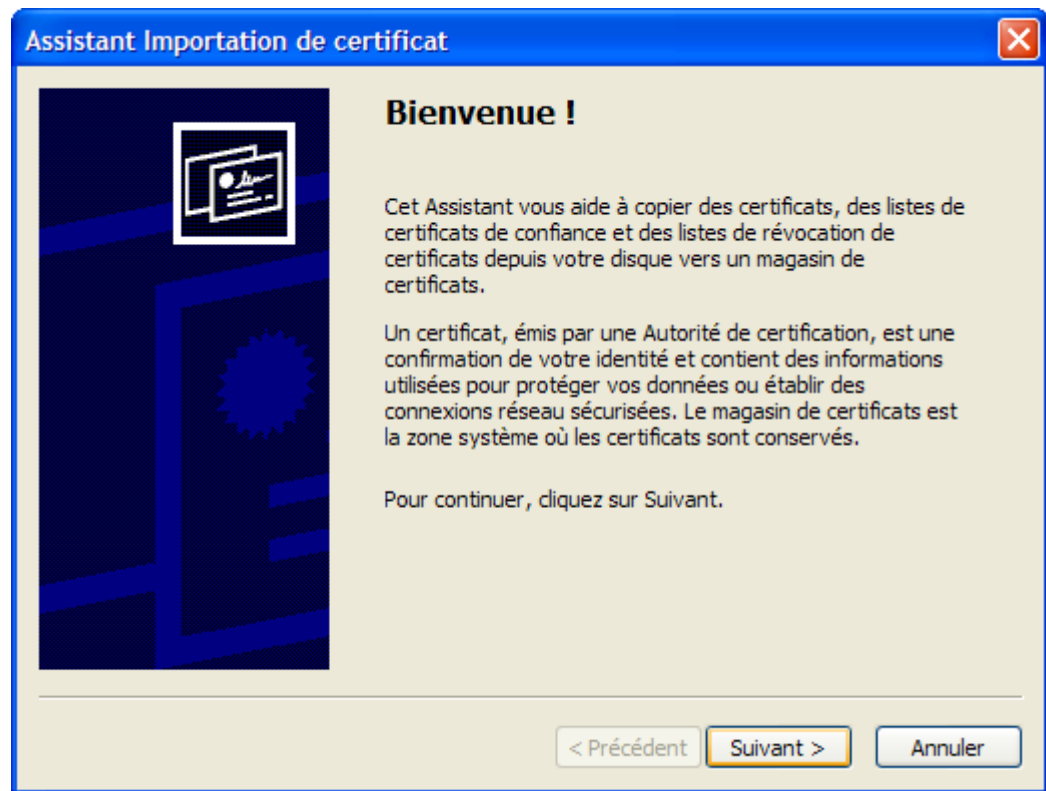 Assistant Importation de certificat
Bienvenue !
Cet Assistant vous aide à copier des certificats, des listes de
certificats de confiance et des listes de révocation de
certificats depuis votre disque vers un magasin de
certificats.
Un certificat, émis par une Autorité de certification, est une
confirmation de votre identité et contient des informations
utilisées pour protéger vos données ou établir des
connexions réseau sécurisées. Le magasin de certificats est
la zone système où les certificats sont conservés.
Pour continuer, cliquez sur Suivant.
< Précédent Suivant > Annuler